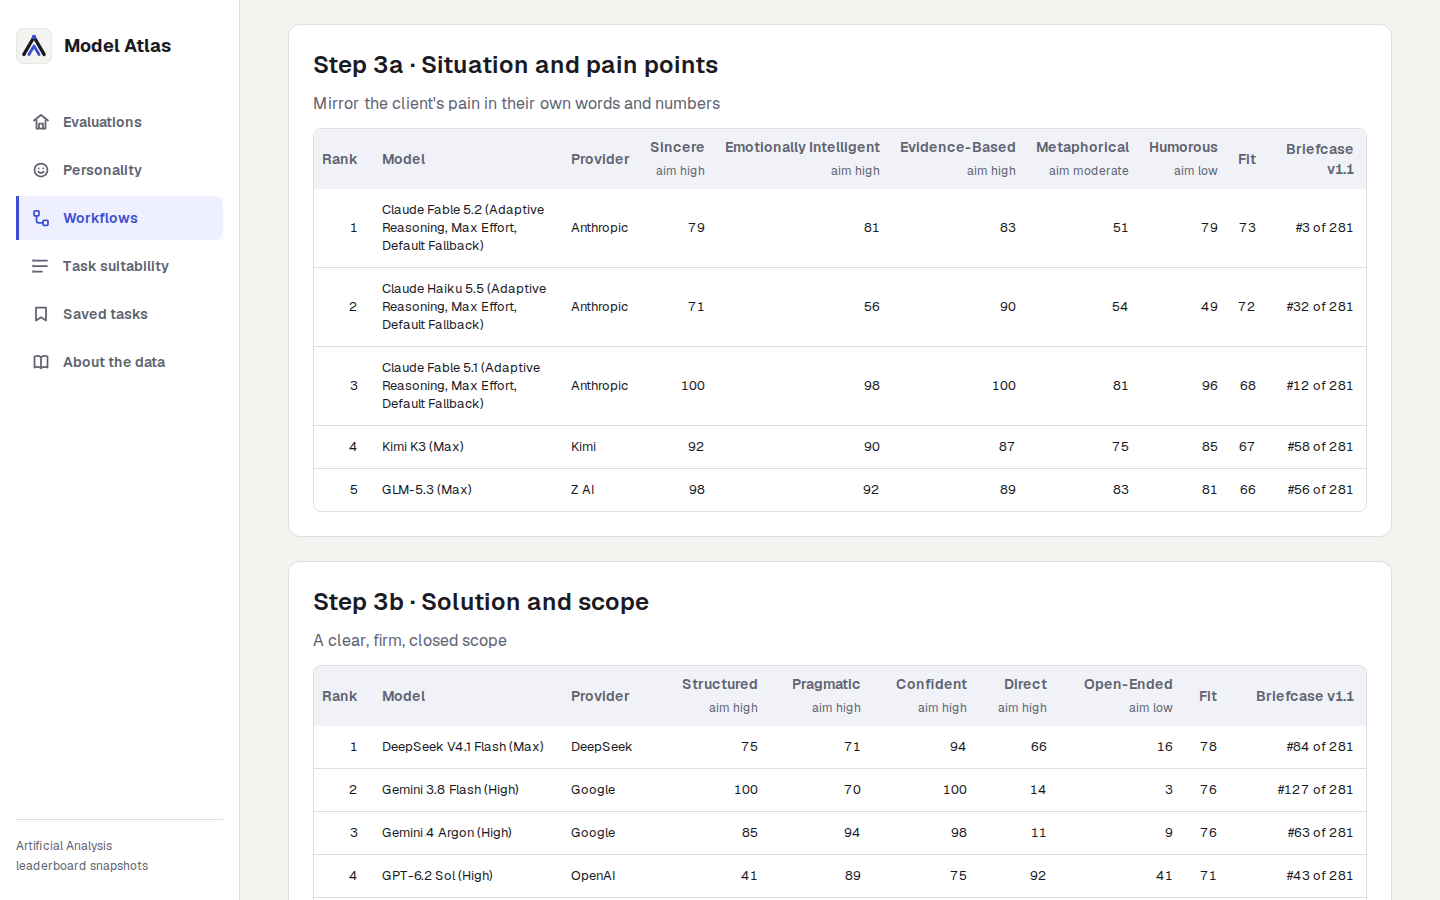 Model Atlas
Evaluations
Personality
Workflows
Task suitability
Saved tasks
About the data
Artificial Analysis
leaderboard snapshots
Step 3a · Situation and pain points
Mirror the client's pain in their own words and numbers
Rank Model Provider Sincere aim high Emotionally Intelligent aim high Evidence-Based aim high Metaphorical aim moderate Humorous aim low Fit Briefcase v1.1
1 Claude Fable 5.2 (Adaptive Reasoning, Max Effort, Default Fallback) Anthropic 79 81 83 51 79 73 #3 of 281
2 Claude Haiku 5.5 (Adaptive Reasoning, Max Effort, Default Fallback) Anthropic 71 56 90 54 49 72 #32 of 281
3 Claude Fable 5.1 (Adaptive Reasoning, Max Effort, Default Fallback) Anthropic 100 98 100 81 96 68 #12 of 281
4 Kimi K3 (Max) Kimi 92 90 87 75 85 67 #58 of 281
5 GLM-5.3 (Max) Z AI 98 92 89 83 81 66 #56 of 281
Step 3b · Solution and scope
A clear, firm, closed scope
Rank Model Provider Structured aim high Pragmatic aim high Confident aim high Direct aim high Open-Ended aim low Fit Briefcase v1.1
1 DeepSeek V4.1 Flash (Max) DeepSeek 75 71 94 66 16 78 #84 of 281
2 Gemini 3.8 Flash (High) Google 100 70 100 14 3 76 #127 of 281
3 Gemini 4 Argon (High) Google 85 94 98 11 9 76 #63 of 281
4 GPT-6.2 Sol (High) OpenAI 41 89 75 92 41 71 #43 of 281